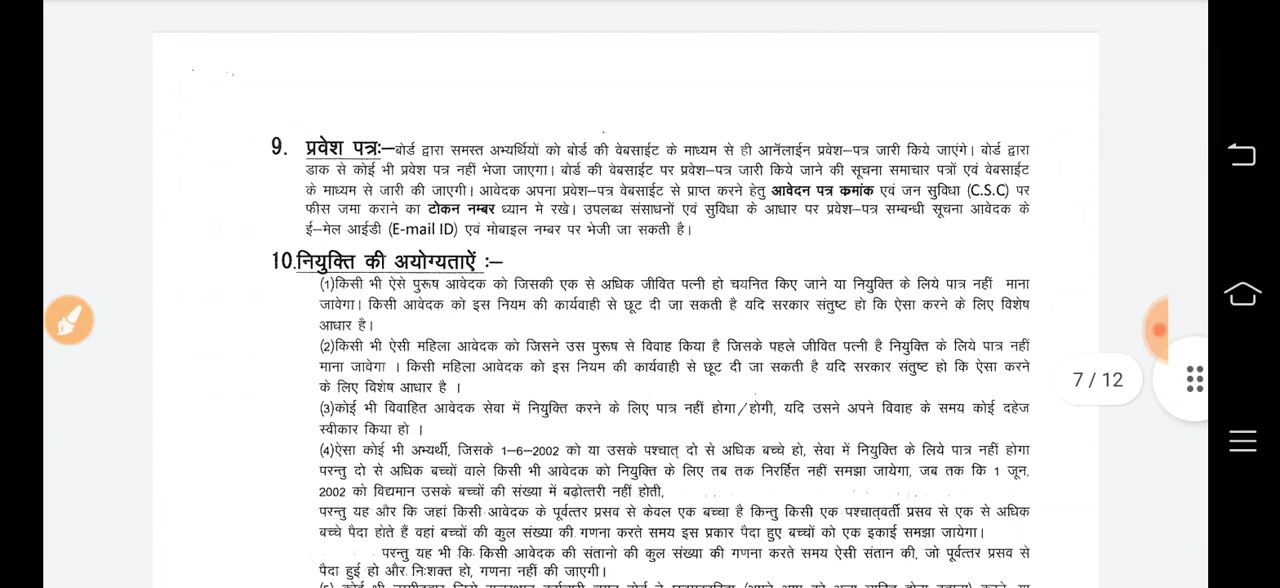 9. प्रवेश पत्रः–बोर्ड द्वारा समस्त अभ्यर्थियों को बोर्ड की वेबसाईट के माध्यम से ही आनॅलाईन प्रवेश–पत्र जारी किये जाएंगे। बोर्ड द्वारा
डाक से कोई भी प्रवेश पत्र नहीं भेजा जाएगा। बोर्ड की वेबसाईट पर प्रवेश–पत्र जारी किये जाने की सूचना समाचार पत्रों एवं वेबसाईट
के माध्यम से जारी की जाएगी। आवेदक अपना प्रवेश–पत्र वेबसाईट से प्राप्त करने हेतु आवेदन पत्र क्रमांक एवं जन सुविधा (C.S.C) पर
फीस जमा कराने का टोकन नम्बर ध्यान मे रखे। उपलब्ध संसाधनों एवं सुविधा के आधार पर प्रवेश–पत्र सम्बन्धी सूचना आवेदक के
ई–मेल आईडी (E-mail ID) एवं मोबाइल नम्बर पर भेजी जा सकती है।
10.नियुक्ति की अयोग्यताऐं :–
(1)किसी भी ऐसे पुरूष आवेदक को जिसकी एक से अधिक जीवित पत्नी हो चयनित किए जाने या नियुक्ति के लिये पात्र नहीं माना
जावेगा। किसी आवेदक को इस नियम की कार्यवाही से छूट दी जा सकती है यदि सरकार संतुष्ट हो कि ऐसा करने के लिए विशेष
आधार है।
(2)किसी भी ऐसी महिला आवेदक को जिसने उस पुरूष से विवाह किया है जिसके पहले जीवित पत्नी है नियुक्ति के लिये पात्र नहीं
माना जावेगा । किसी महिला आवेदक को इस नियम की कार्यवाही से छूट दी जा सकती है यदि सरकार संतुष्ट हो कि ऐसा करने
के लिए विशेष आधार है ।
(3)कोई भी विवाहित आवेदक सेवा में नियुक्ति करने के लिए पात्र नहीं होगा/होगी, यदि उसने अपने विवाह के समय कोई दहेज
स्वीकार किया हो ।
(4)ऐसा कोई भी अभ्यर्थी, जिसके 1–6–2002 को या उसके पश्चात् दो से अधिक बच्चे हो, सेवा में नियुक्ति के लिये पात्र नहीं होगा
परन्तु दो से अधिक बच्चों वाले किसी भी आवेदक को नियुक्ति के लिए तब तक निरर्हित नहीं समझा जायेगा, जब तक कि 1 जून,
2002 को विद्यमान उसके बच्चों की संख्या में बढ़ोत्तरी नहीं होती,
परन्तु यह और कि जहां किसी आवेदक के पूर्वत्तर प्रसव से केवल एक बच्चा है किन्तु किसी एक पश्चात्वर्ती प्रसव से एक से अधिक
बच्चे पैदा होते हैं वहां बच्चों की कुल संख्या की गणना करते समय इस प्रकार पैदा हुए बच्चों को एक इकाई समझा जायेगा।
परन्तु यह भी कि किसी आवेदक की संतानो की कुल संख्या की गणना करते समय ऐसी संतान की, जो पूर्वत्तर प्रसव से
पैदा हुई हो और निःशक्त हो, गणना नहीं की जाएगी।
7 / 12